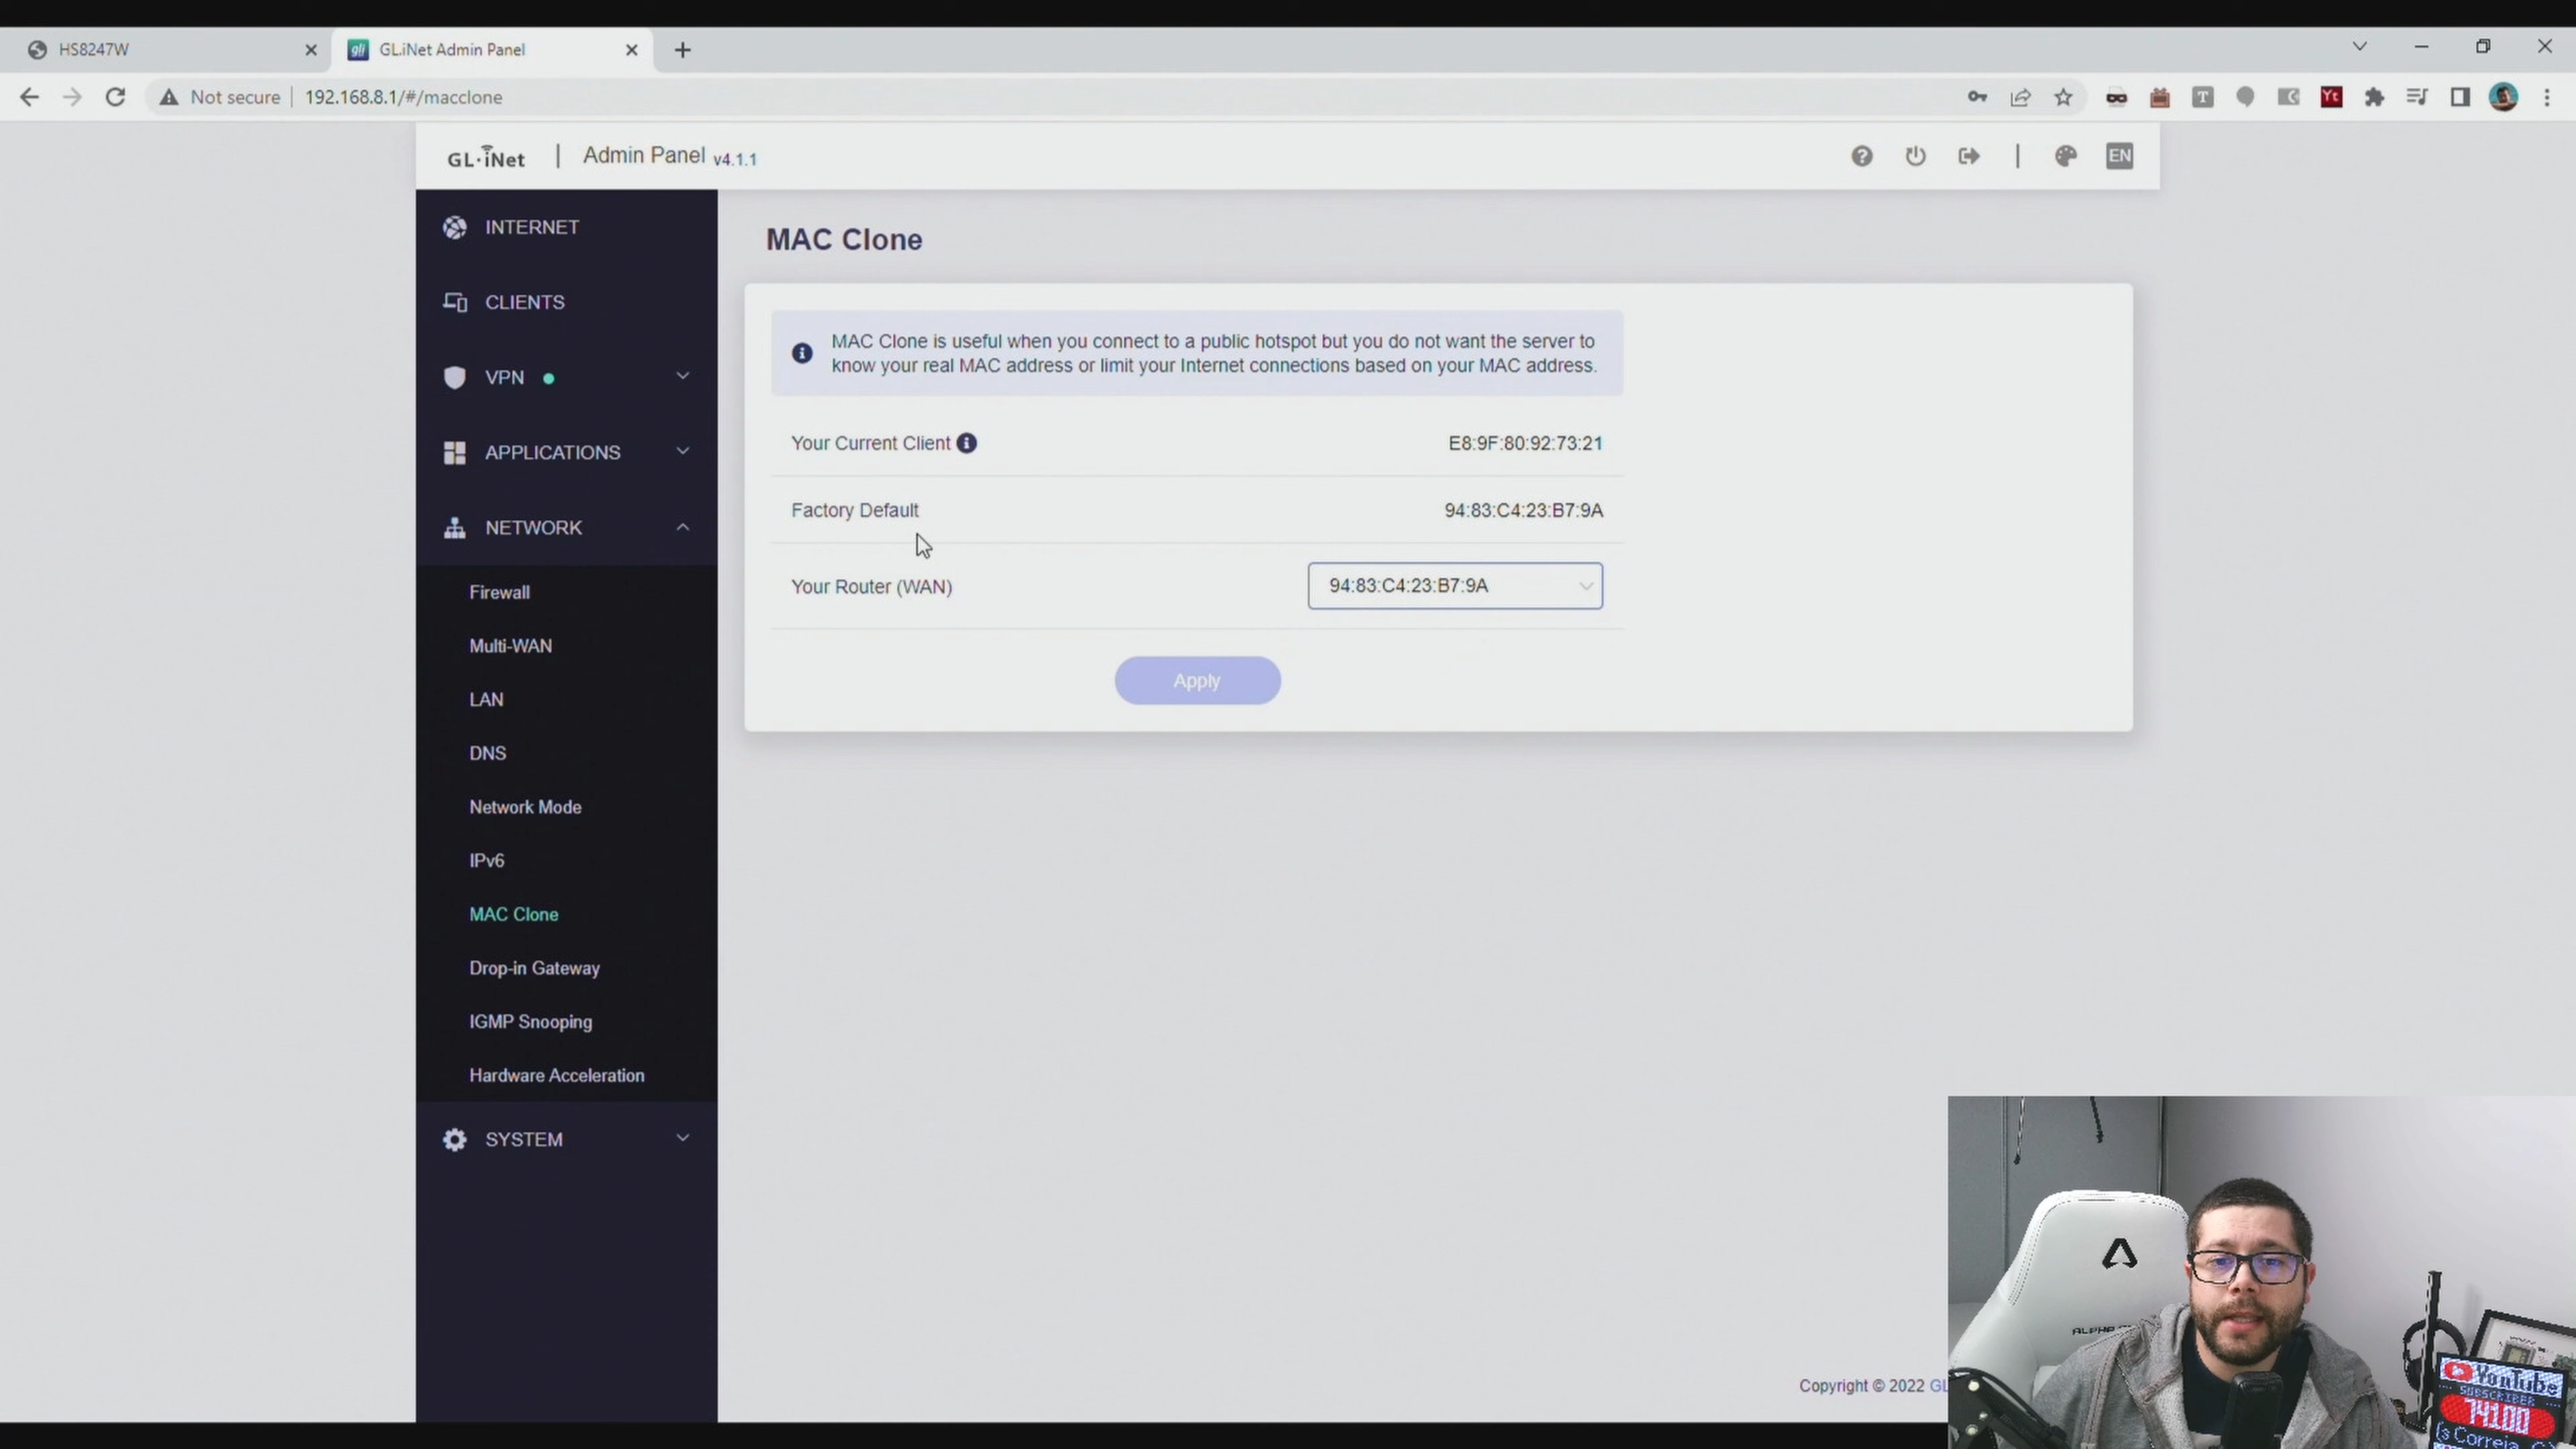 HS8247W
GL.iNet Admin Panel
Not secure
192.168.8.1/#/macclone
GL·iNet
Admin Panel v4.1.1
EN
INTERNET
CLIENTS
VPN
APPLICATIONS
NETWORK
Firewall
Multi-WAN
LAN
DNS
Network Mode
IPv6
MAC Clone
Drop-in Gateway
IGMP Snooping
Hardware Acceleration
SYSTEM
MAC Clone
MAC Clone is useful when you connect to a public hotspot but you do not want the server to
know your real MAC address or limit your Internet connections based on your MAC address.
Your Current Client
E8:9F:80:92:73:21
Factory Default
94:83:C4:23:B7:9A
Your Router (WAN)
94:83:C4:23:B7:9A
Apply
Copyright © 2022 GL
YouTube
SUBSCRIBER
74100
s Correia